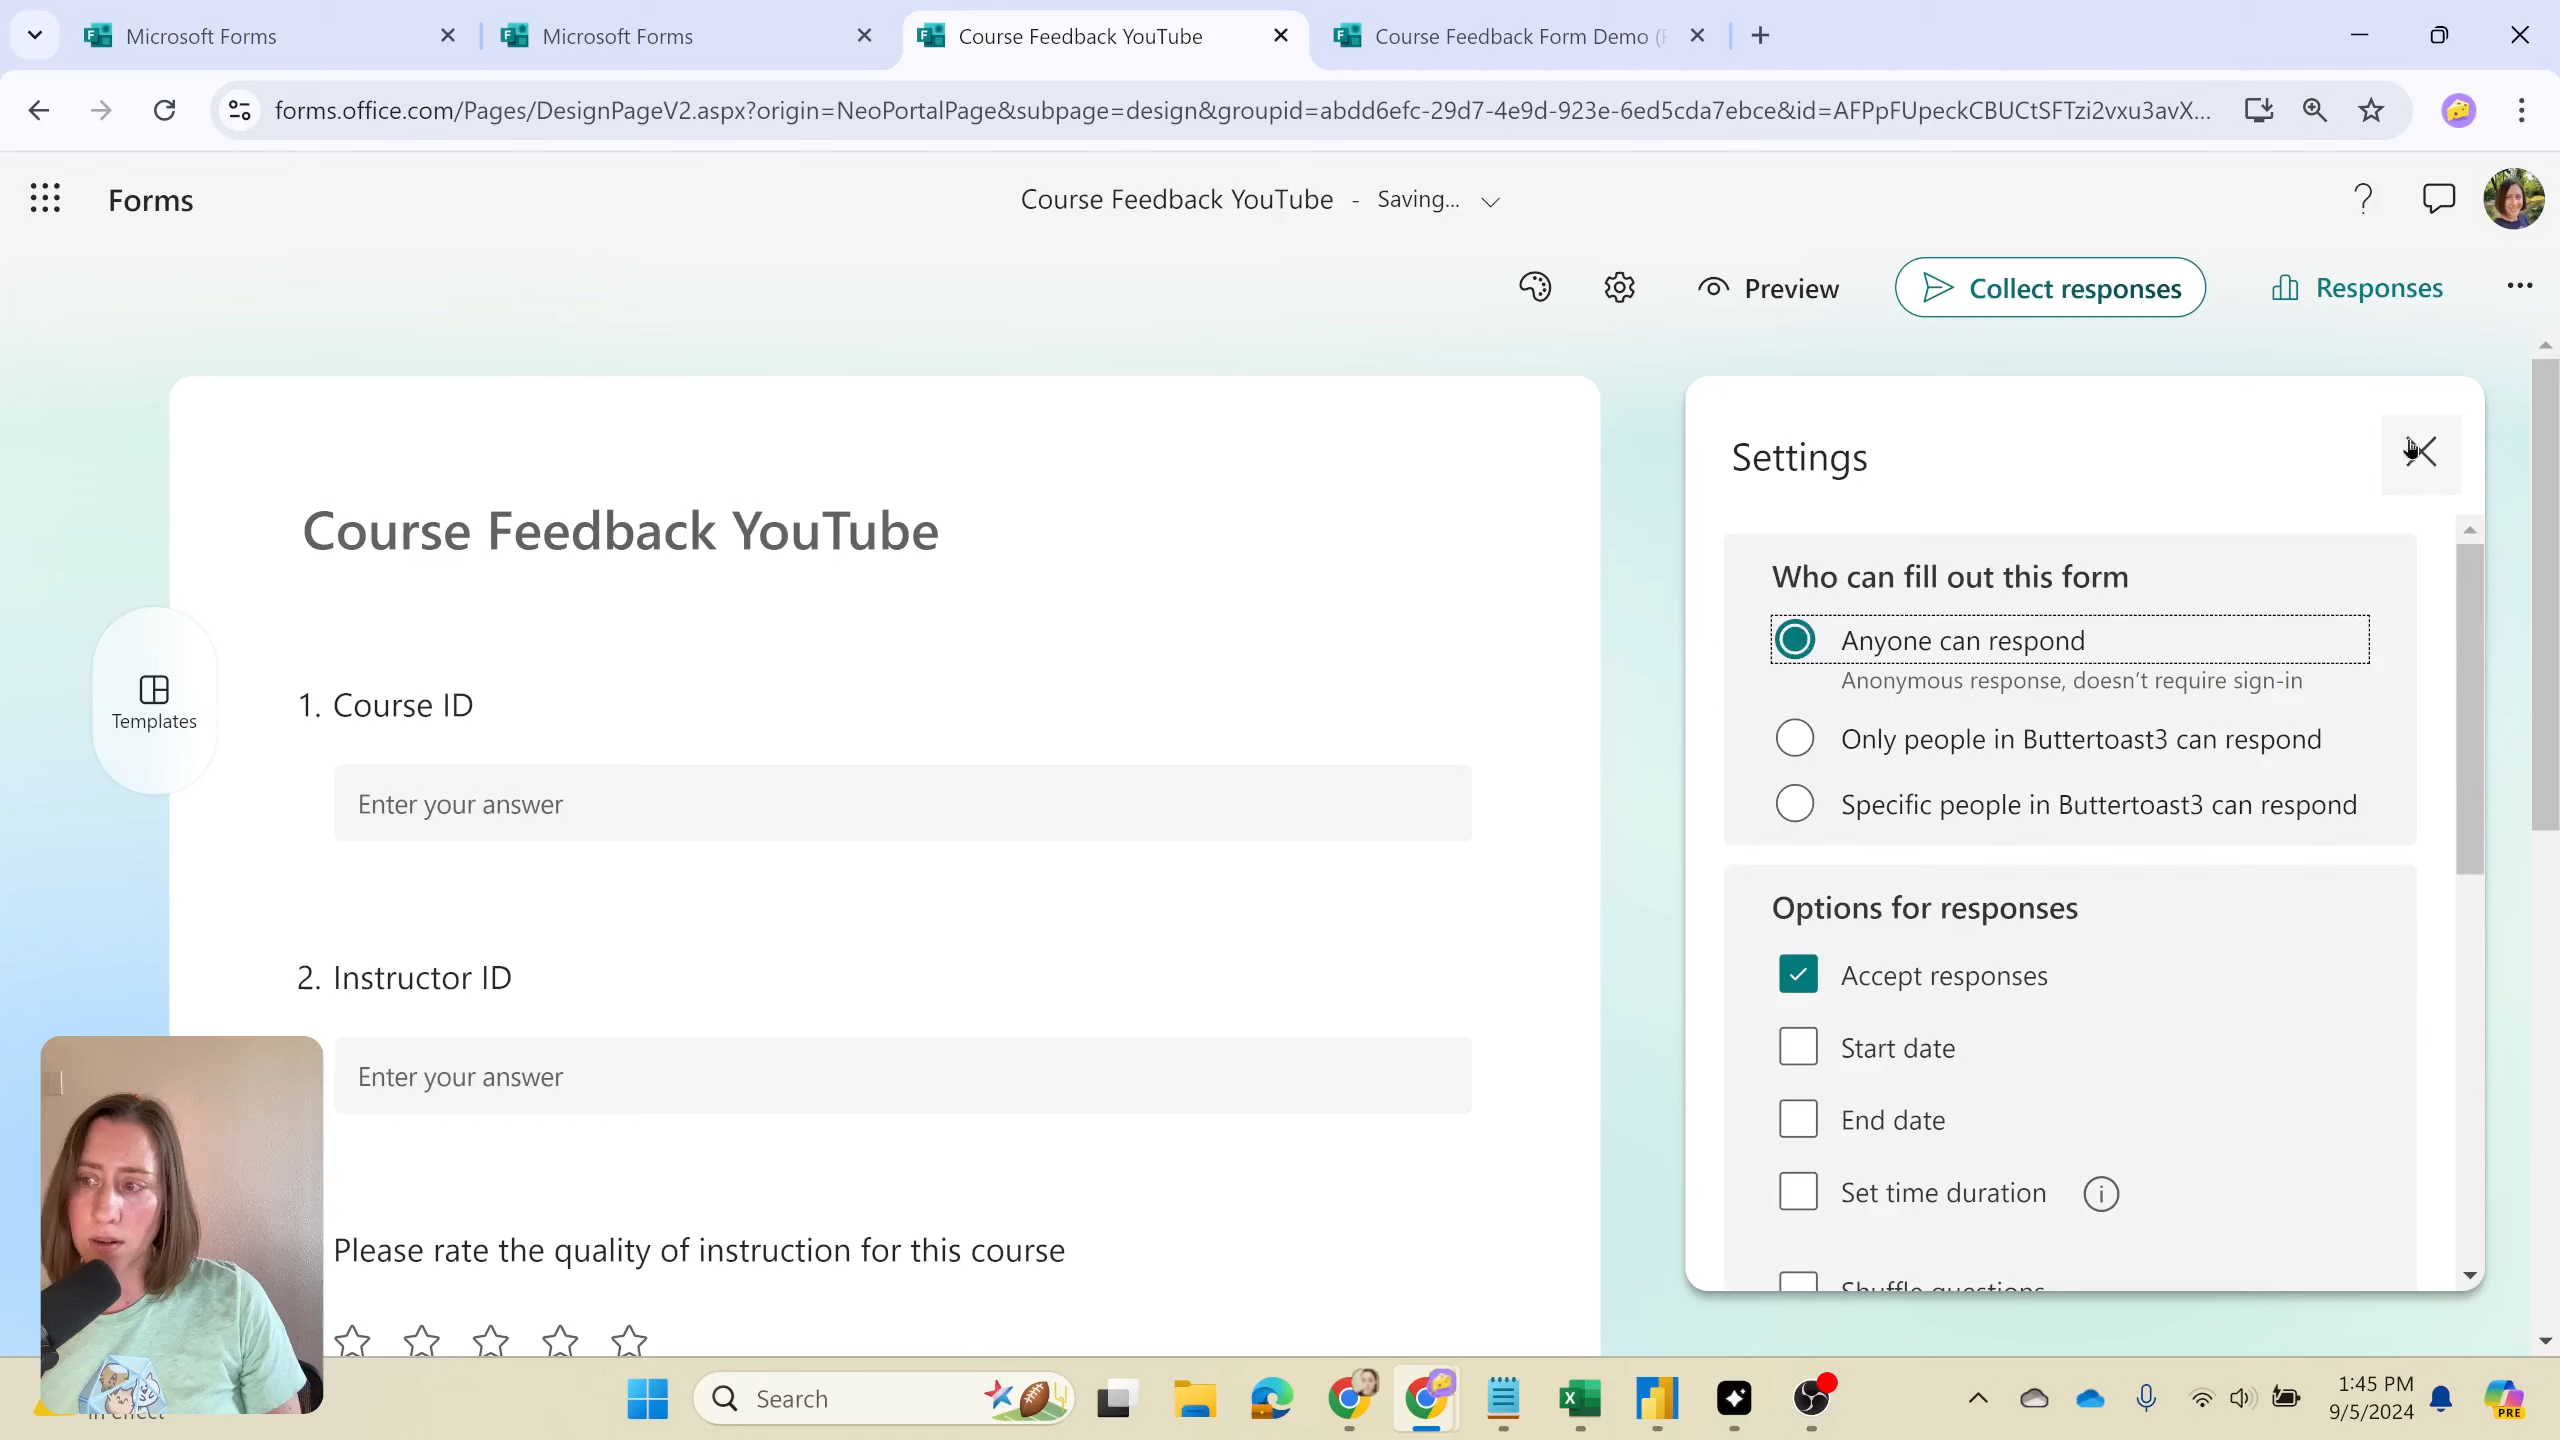 Microsoft Forms
Microsoft Forms
Course Feedback YouTube
Course Feedback Form Demo (
forms.office.com/Pages/DesignPageV2.aspx?origin=NeoPortalPage&subpage=design&groupid=abdd6efc-29d7-4e9d-923e-6ed5cda7ebce&id=AFPpFUpeckCBUCtSFTzi2vxu3avX...
Forms
Course Feedback YouTube - Saving...
Preview
Collect responses
Responses
Templates
Course Feedback YouTube
1. Course ID
Enter your answer
2. Instructor ID
Enter your answer
Please rate the quality of instruction for this course
Settings
Who can fill out this form
Anyone can respond
Anonymous response, doesn't require sign-in
Only people in Buttertoast3 can respond
Specific people in Buttertoast3 can respond
Options for responses
Accept responses
Start date
End date
Set time duration
Shuffle questions
Search
1:45 PM
9/5/2024
PRE